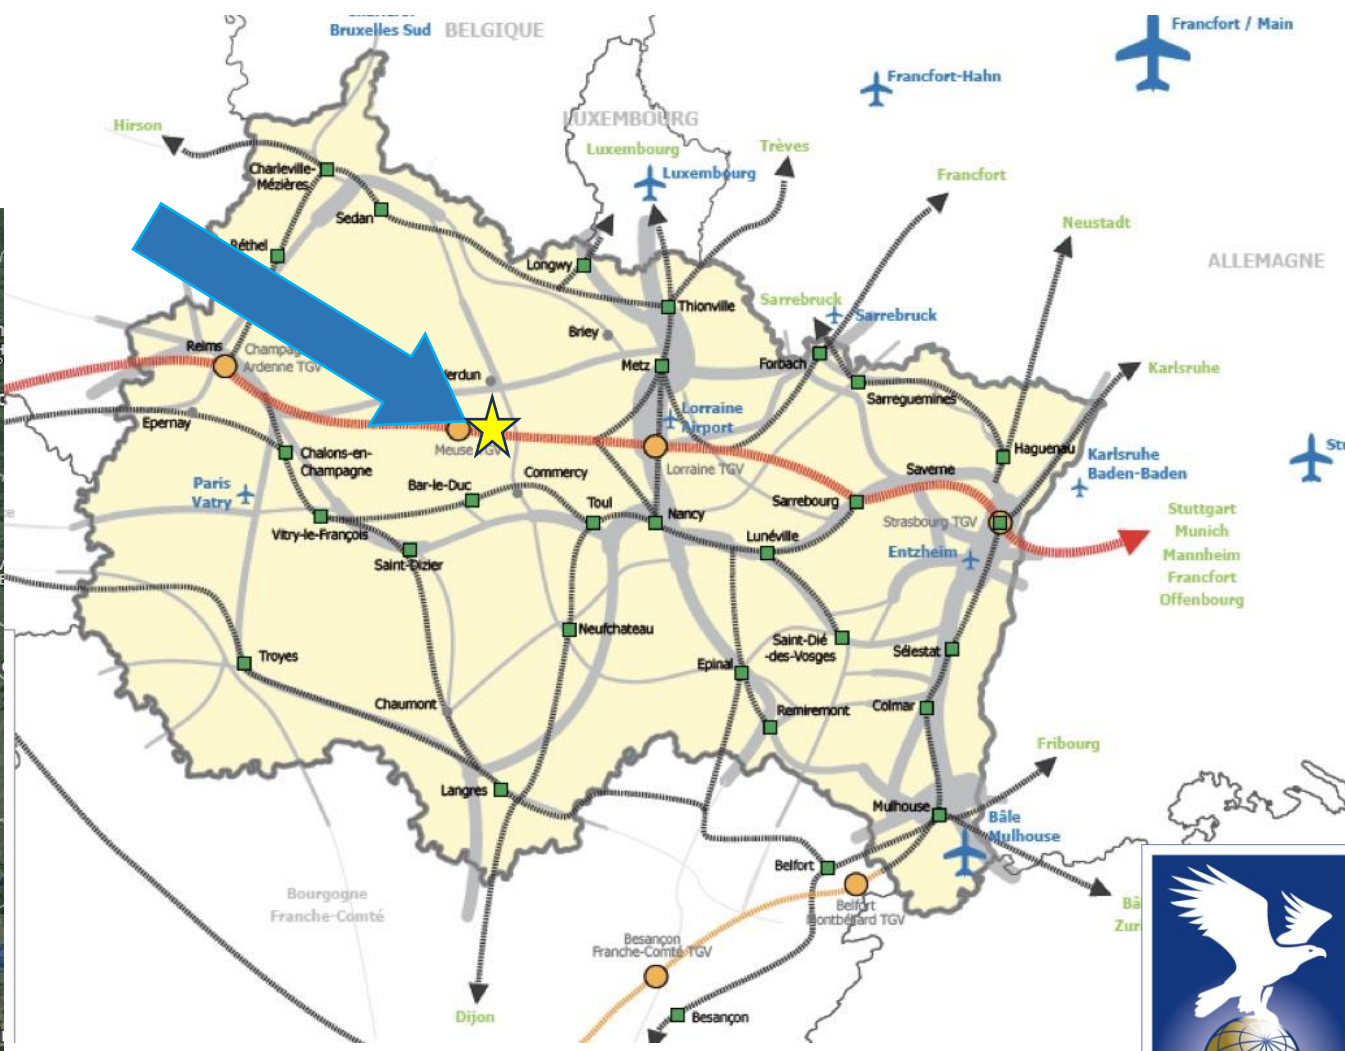 Bruxelles Sud
BELGIQUE
Francfort / Main
Francfort-Hahn
LUXEMBOURG
Hirson
Luxembourg
Trèves
Charleville-
Mézières
Luxembourg
Francfort
Sedan
Neustadt
Réthel
Longwy
ALLEMAGNE
Sarrebruck
Thionville
Sarrebruck
Briey
Reims
Metz
Forbach
Karlsruhe
Ardenne TGV
Sarreguemines
Lorraine
Airport
Epernay
Meuse TGV
Haguenau
Chalons-en-
Champagne
Lorraine TGV
Saverne
Karlsruhe
Baden-Baden
Commercy
Bar-le-Duc
Paris
Vatry
Toul
Sarrebourg
Nancy
Strasbourg TGV
Stuttgart
Munich
Mannheim
Francfort
Offenbourg
Vitry-le-François
Lunéville
Entzheim
Saint-Dizier
Neufchateau
Saint-Dié
-des-Vosges
Sélestat
Troyes
Epinal
Chaumont
Remiremont
Colmar
Fribourg
Langres
Mulhouse
Bâle
Mulhouse
Belfort
Bourgogne
Franche-Comté
Belfort
Montbéliard TGV
Besançon
Franche-Comté TGV
Dijon
Besançon